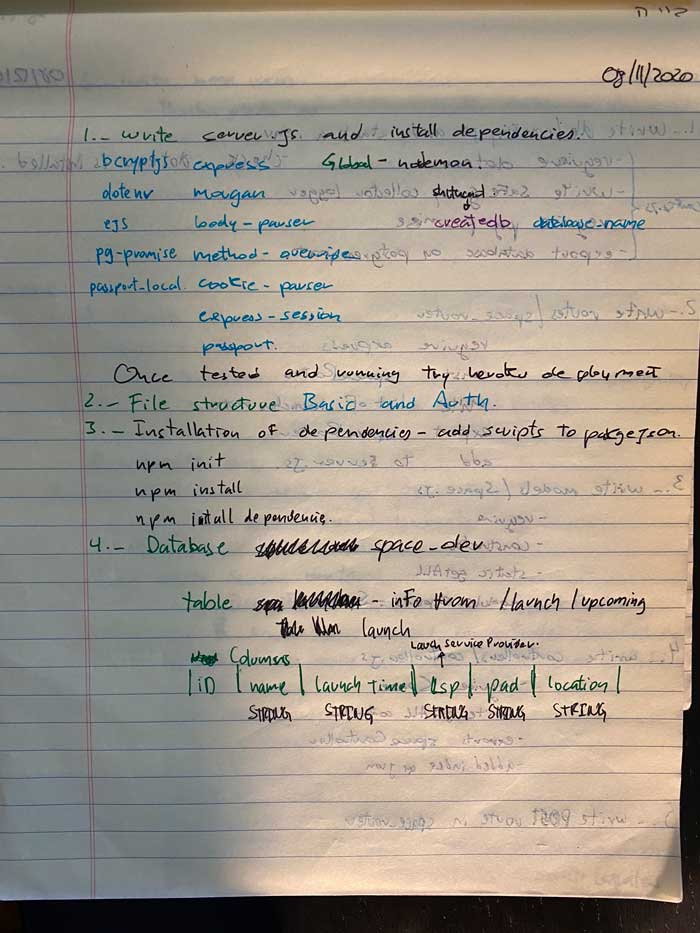 08/11/2020
1.- write server.js and install dependencies.
bcryptjs express Global - nodemon.
dotenv morgan
ejs body-parser createdb database-name
pg-promise method-override
passport-local cookie-parser
express-session
passport.
Once tested and running try heroku deployment
2.- File structure Basic and Auth.
3.- Installation of dependencies - add scripts to
npm init
npm install
npm intall dependencie.
4.- Database space-dev
table - info from /launch /upcoming
launch
Launch Service Provider.
Columns
| iD | name | launch time | lsp | pad | location |
STRING STRING STRING STRING STRING